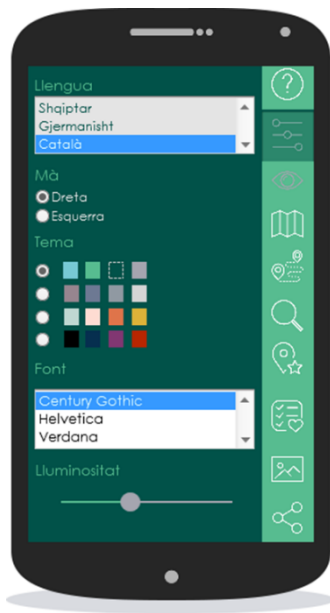 Llengua
Shqiptar
Gjermanisht
Català
Mà
Dreta
Esquerra
Tema
Font
Century Gothic
Helvetica
Verdana
Lluminositat
?